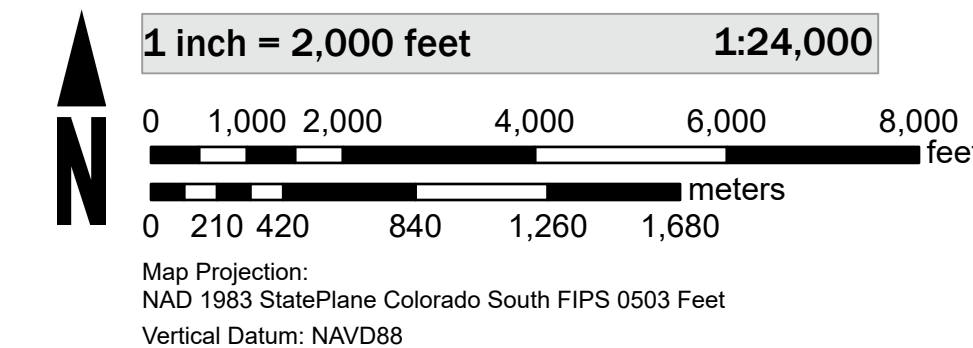 1 inch = 2,000 feet 1:24,000
0 1,000 2,000 4,000 6,000 8,000
feet
meters
0 210 420 840 1,260 1,680
N
Map Projection:
NAD 1983 StatePlane Colorado South FIPS 0503 Feet
Vertical Datum: NAVD88